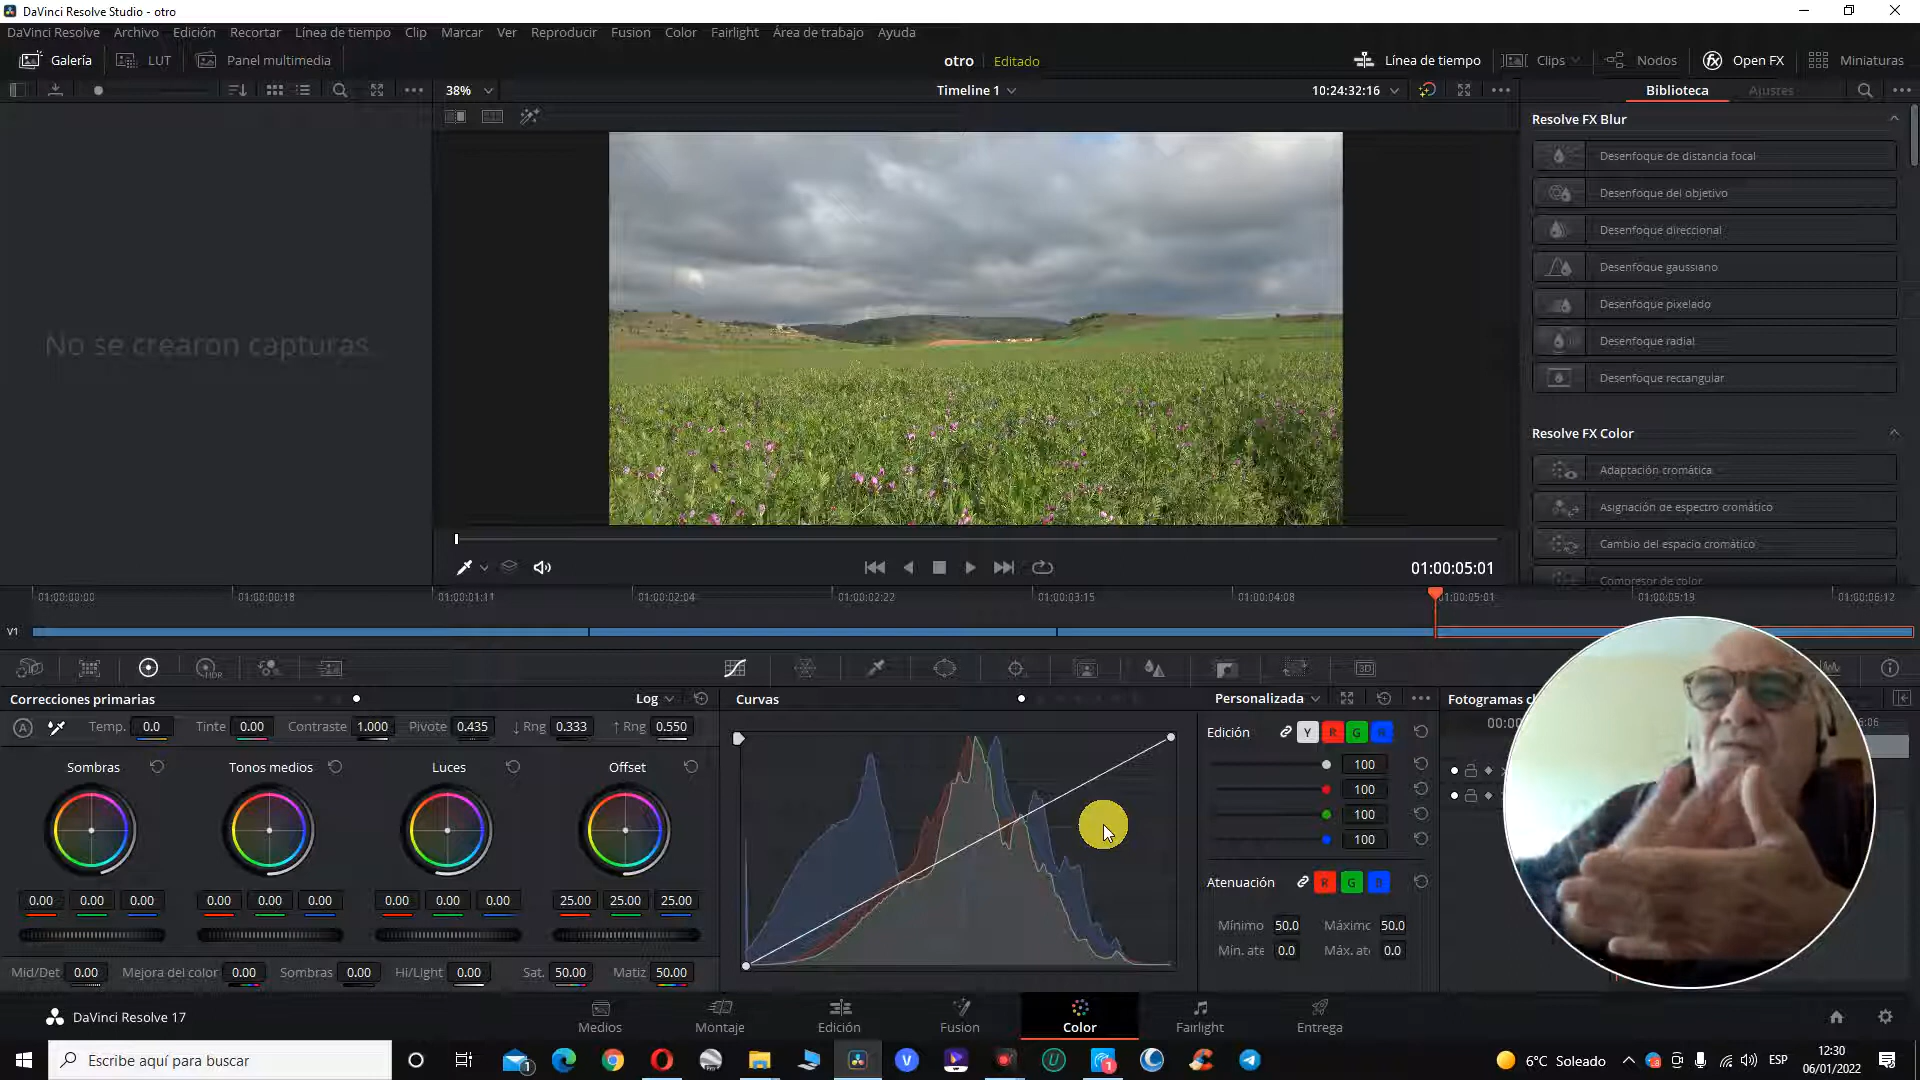 DaVinci Resolve Studio - otro
DaVinci Resolve Archivo Edición Recortar Línea de tiempo Clip Marcar Ver Reproducir Fusion Color Fairlight Área de trabajo Ayuda
Galería LUT Panel multimedia otro Editado Línea de tiempo Clips Nodos Open FX Miniaturas
38% Timeline 1 10:24:32:16 Biblioteca Ajustes
Resolve FX Blur
Desenfoque de distancia focal
Desenfoque del objetivo
Desenfoque direccional
Desenfoque gaussiano
Desenfoque pixelado
Desenfoque radial
Desenfoque rectangular
No se crearon capturas
Resolve FX Color
Adaptación cromática
Asignación de espectro cromático
Cambio del espacio cromático
Compresor de color
01:00:05:01
01:00:00:00 01:00:00:18 01:00:01:11 01:00:02:04 01:00:02:22 01:00:03:15 01:00:04:08 01:00:05:01 01:00:05:19 01:00:06:12
V1
HDR 3D
Correcciones primarias Log Curvas Personalizada
A Temp. 0.0 Tinte 0.00 Contraste 1.000 Pivote 0.435 ↓ Rng 0.333 ↑ Rng 0.550
Edición Y R G B
Sombras Tonos medios Luces Offset
100
100
100
100
Atenuación R G B
0.00 0.00 0.00 0.00 0.00 0.00 0.00 0.00 0.00 25.00 25.00 25.00
Mínimo 50.0 Máximo 50.0
Mín. ate 0.0 Máx. at 0.0
Mid/Det 0.00 Mejora del color 0.00 Sombras 0.00 Hi/Light 0.00 Sat. 50.00 Matiz 50.00
DaVinci Resolve 17
Medios Montaje Edición Fusion Color Fairlight Entrega
Escribe aquí para buscar
6°C Soleado
ESP
12:30
06/01/2022